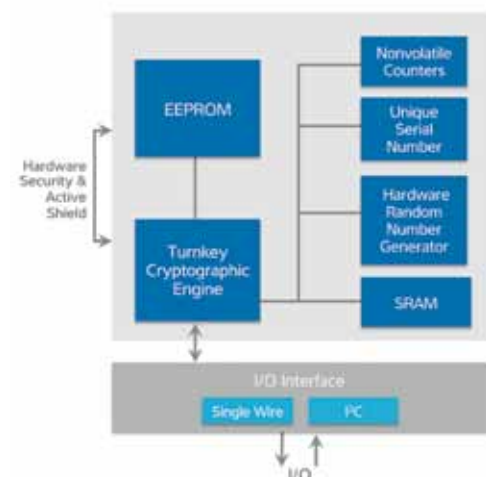 Nonvolatile
Counters
EEPROM
Unique
Serial
Number
Hardware
Security &
Active
Shield
Hardware
Random
Number
Generator
Turnkey
Cryptographic
Engine
SRAM
I/O Interface
Single Wire
I²C
I/O